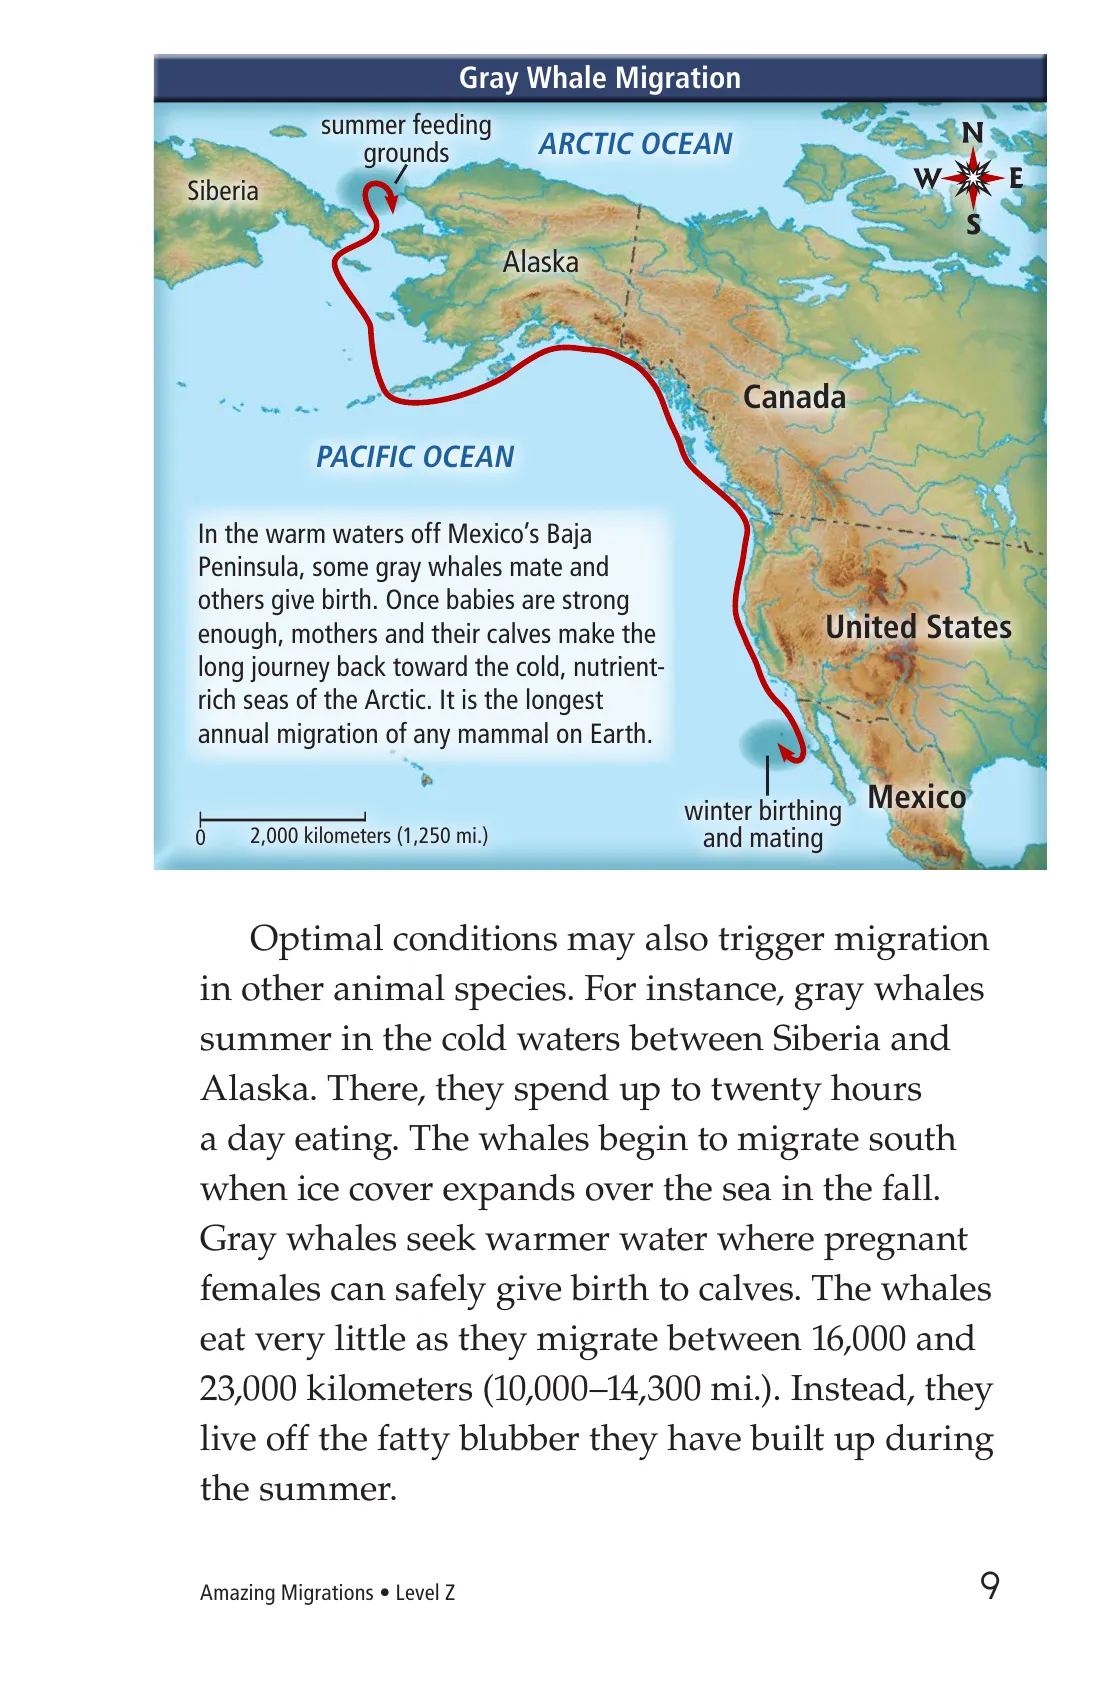 Gray Whale Migration
summer feeding
grounds
ARCTIC OCEAN
N
W
E
S
Siberia
Alaska
Canada
PACIFIC OCEAN
In the warm waters off Mexico's Baja
Peninsula, some gray whales mate and
others give birth. Once babies are strong
enough, mothers and their calves make the
long journey back toward the cold, nutrient-
rich seas of the Arctic. It is the longest
annual migration of any mammal on Earth.
United States
Mexico
winter birthing
and mating
0
2,000 kilometers (1,250 mi.)
Optimal conditions may also trigger migration
in other animal species. For instance, gray whales
summer in the cold waters between Siberia and
Alaska. There, they spend up to twenty hours
a day eating. The whales begin to migrate south
when ice cover expands over the sea in the fall.
Gray whales seek warmer water where pregnant
females can safely give birth to calves. The whales
eat very little as they migrate between 16,000 and
23,000 kilometers (10,000–14,300 mi.). Instead, they
live off the fatty blubber they have built up during
the summer.
Amazing Migrations • Level Z
9